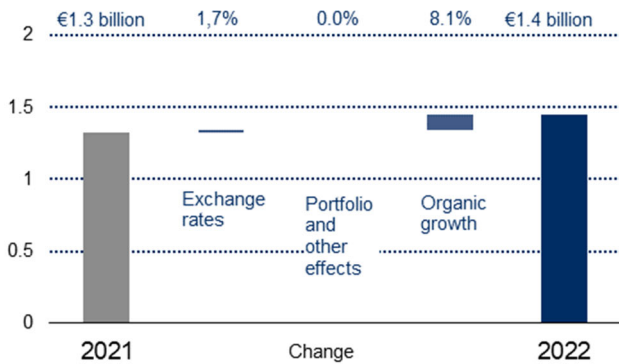 €1.3 billion 1,7% 0.0% 8.1% €1.4 billion
2
1.5
1
Exchange
rates
Portfolio
and
other
effects
Organic
growth
0.5
0
2021 Change 2022